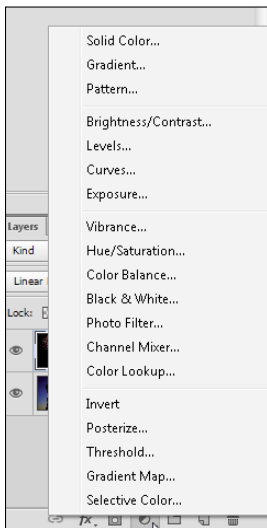 Solid Color...
Gradient...
Pattern...
Brightness/Contrast...
Levels...
Curves...
Exposure...
Vibrance...
Hue/Saturation...
Color Balance...
Black & White...
Photo Filter...
Channel Mixer...
Color Lookup...
Invert
Posterize...
Threshold...
Gradient Map...
Selective Color...
Layers
Kind
Linear
Lock:
fx